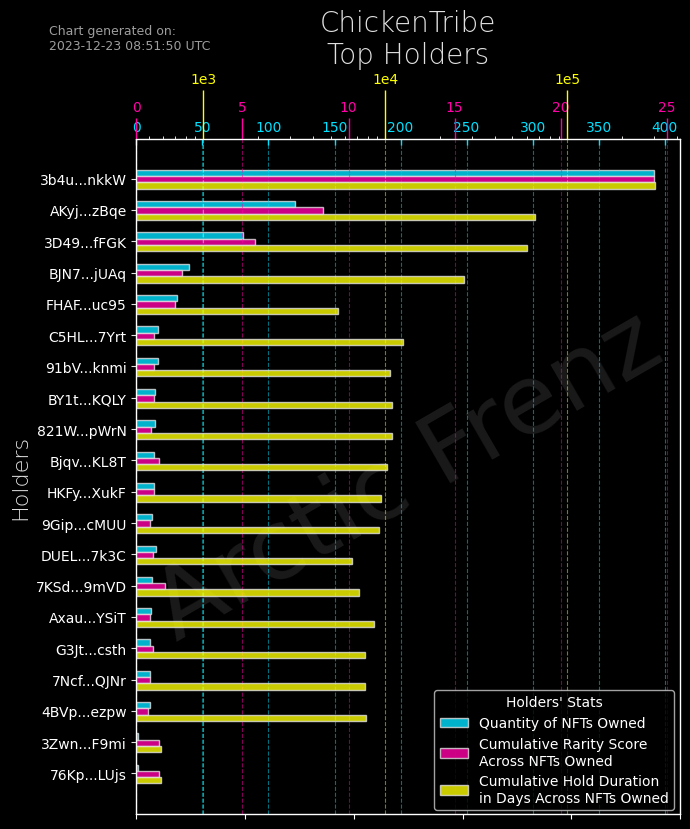 Chart generated on:
2023-12-23 08:51:50 UTC
ChickenTribe
Top Holders
1e3 1e4 1e5
0 5 10 15 20 25
0 50 100 150 200 250 300 350 400
Holders
3b4u...nkkW
AKyj...zBqe
3D49...fFGK
BJN7...jUAq
FHAF...uc95
C5HL...7Yrt
91bV...knmi
BY1t...KQLY
821W...pWrN
Bjqv...KL8T
HKFy...XukF
9Gip...cMUU
DUEL...7k3C
7KSd...9mVD
Axau...YSiT
G3Jt...csth
7Ncf...QJNr
4BVp...ezpw
3Zwn...F9mi
76Kp...LUjs
Arctic Frenz
Holders' Stats
Quantity of NFTs Owned
Cumulative Rarity Score
Across NFTs Owned
Cumulative Hold Duration
in Days Across NFTs Owned